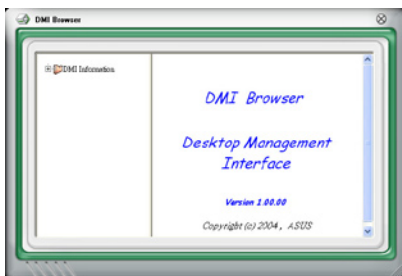 DMI Browser
DMI Information
DMI Browser
Desktop Management
Interface
Version 1.00.00
Copyright (c) 2004, ASUS